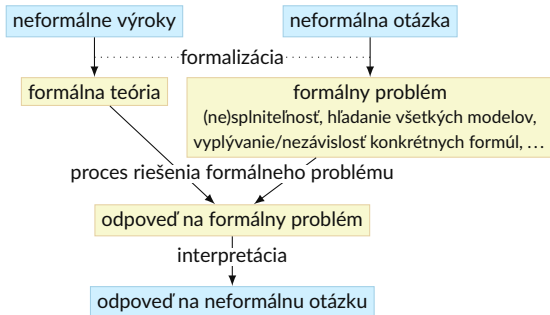 neformálne výroky
neformálna otázka
formalizácia
formálna teória
formálny problém
(ne)splniteľnosť, hľadanie všetkých modelov,
vyplývanie/nezávislosť konkrétnych formúl, …
proces riešenia formálneho problému
odpoveď na formálny problém
interpretácia
odpoveď na neformálnu otázku